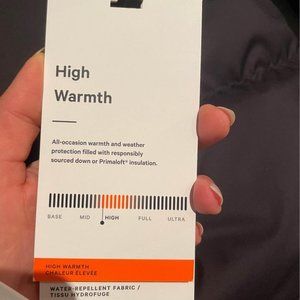 High
Warmth
All-occasion warmth and weather
protection filled with responsibly
sourced down or Primaloft® insulation.
BASE MID HIGH FULL ULTRA
HIGH WARMTH
CHALEUR ÉLEVÉE
WATER-REPELLENT FABRIC /
TISSU HYDROFUGE